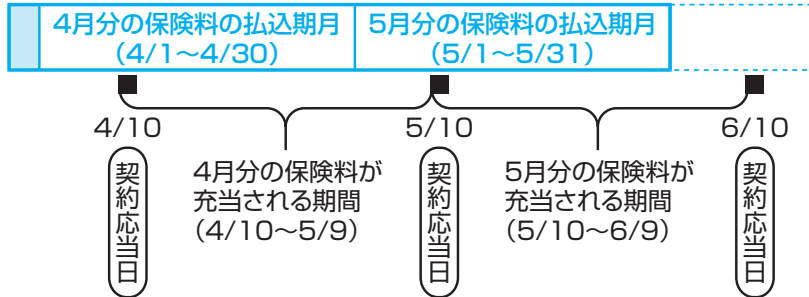 4月分の保険料の払込期月
(4/1〜4/30)
5月分の保険料の払込期月
(5/1〜5/31)
4/10
5/10
6/10
契約応当日
4月分の保険料が
充当される期間
(4/10〜5/9)
契約応当日
5月分の保険料が
充当される期間
(5/10〜6/9)
契約応当日